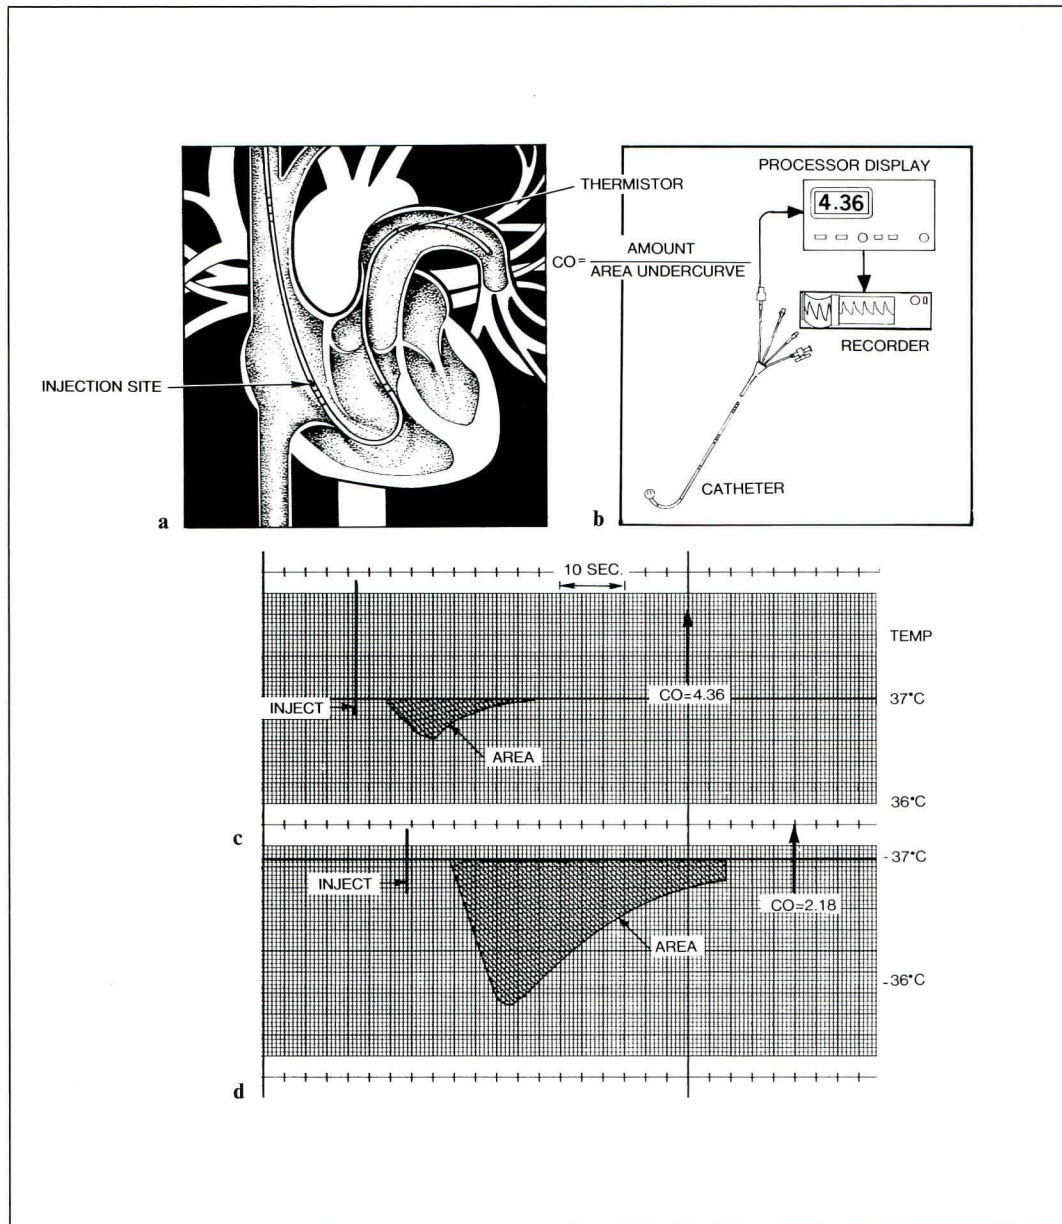 THERMISTOR
CO= AMOUNT
AREA UNDERCURVE
INJECTION SITE
a
PROCESSOR DISPLAY
4.36
RECORDER
CATHETER
b
10 SEC.
TEMP
CO=4.36
37°C
INJECT
AREA
36°C
c
-37°C
INJECT
CO=2.18
AREA
-36°C
d